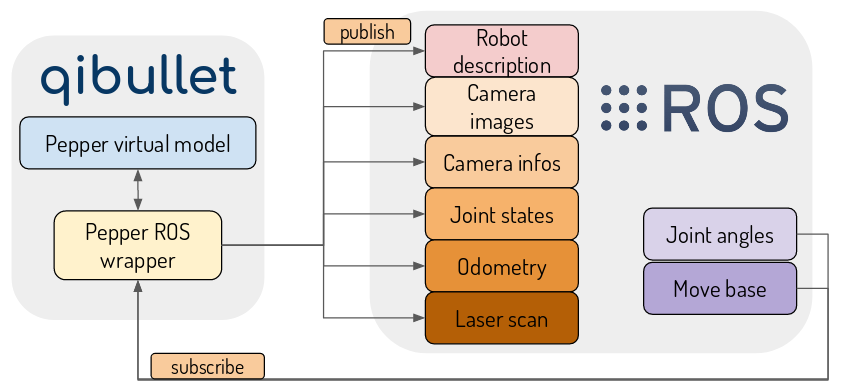 publish
qibullet
Pepper virtual model
Pepper ROS
wrapper
Robot
description
Camera
images
Camera infos
Joint states
Odometry
Laser scan
ROS
Joint angles
Move base
subscribe